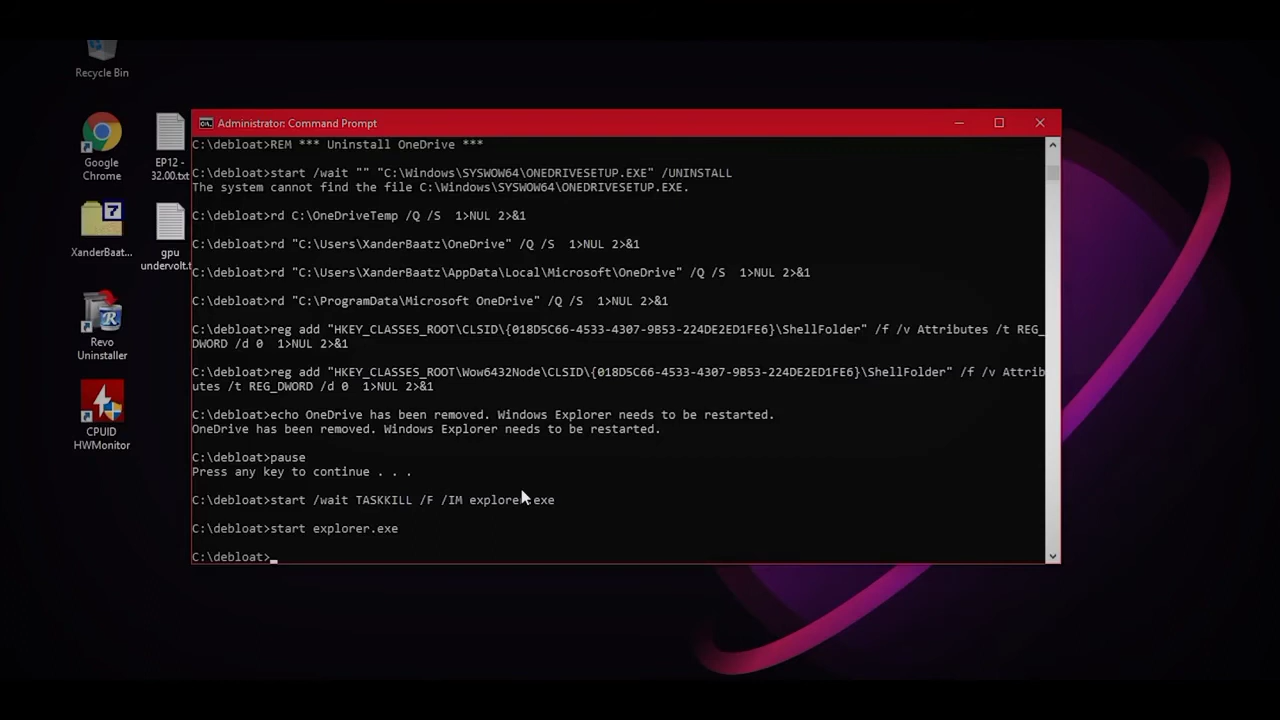 Recycle Bin
Google
Chrome
EP12 -
32.00.txt
7
XanderBaat...
gpu
undervolt.t
R
Revo
Uninstaller
CPUID
HWMonitor
C:\.
Administrator: Command Prompt
C:\debloat>REM *** Uninstall OneDrive ***
C:\debloat>start /wait "" "C:\Windows\SYSWOW64\ONEDRIVESETUP.EXE" /UNINSTALL
The system cannot find the file C:\Windows\SYSWOW64\ONEDRIVESETUP.EXE.
C:\debloat>rd C:\OneDriveTemp /Q /S  1>NUL 2>&1
C:\debloat>rd "C:\Users\XanderBaatz\OneDrive" /Q /S  1>NUL 2>&1
C:\debloat>rd "C:\Users\XanderBaatz\AppData\Local\Microsoft\OneDrive" /Q /S  1>NUL 2>&1
C:\debloat>rd "C:\ProgramData\Microsoft OneDrive" /Q /S  1>NUL 2>&1
C:\debloat>reg add "HKEY_CLASSES_ROOT\CLSID\{018D5C66-4533-4307-9B53-224DE2ED1FE6}\ShellFolder" /f /v Attributes /t REG_
DWORD /d 0  1>NUL 2>&1
C:\debloat>reg add "HKEY_CLASSES_ROOT\Wow6432Node\CLSID\{018D5C66-4533-4307-9B53-224DE2ED1FE6}\ShellFolder" /f /v Attrib
utes /t REG_DWORD /d 0  1>NUL 2>&1
C:\debloat>echo OneDrive has been removed. Windows Explorer needs to be restarted.
OneDrive has been removed. Windows Explorer needs to be restarted.
C:\debloat>pause
Press any key to continue . . .
C:\debloat>start /wait TASKKILL /F /IM explorer.exe
C:\debloat>start explorer.exe
C:\debloat>